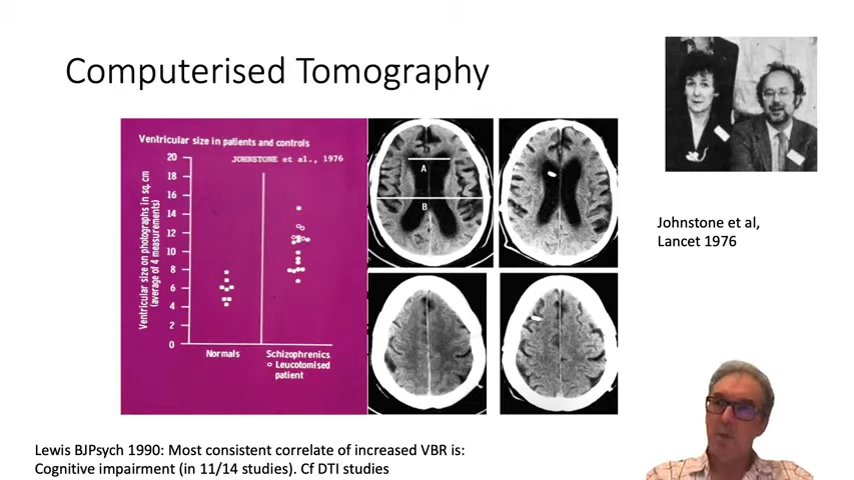 Computerised Tomography
Ventricular size in patients and controls
JOHNSTONE et al., 1976
Ventricular size on photographs in sq. cm
(average of 4 measurements)
20
18
16
14
12
10
8
6
4
2
0
Normals
Schizophrenics
o Leucotomised
patient
A
B
Johnstone et al,
Lancet 1976
Lewis BJPsych 1990: Most consistent correlate of increased VBR is:
Cognitive impairment (in 11/14 studies). Cf DTI studies